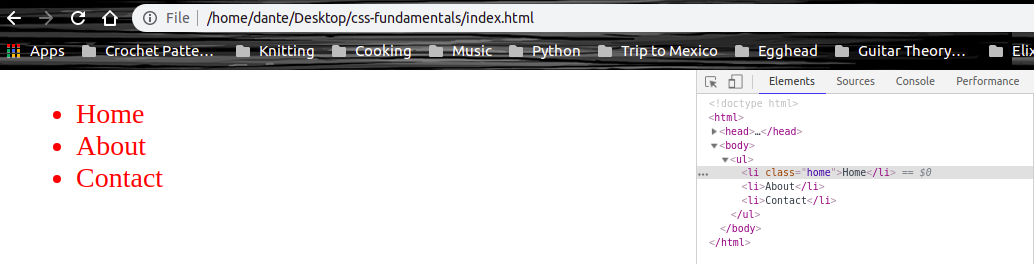 File | /home/dante/Desktop/css-fundamentals/index.html
Apps Crochet Patte… Knitting Cooking Music Python Trip to Mexico Egghead Guitar Theory… Elix
Elements Sources Console Performance
Home
About
Contact
<!doctype html>
<html>
▶<head>…</head>
▼<body>
▼<ul>
… <li class="home">Home</li> == $0
<li>About</li>
<li>Contact</li>
</ul>
</body>
</html>